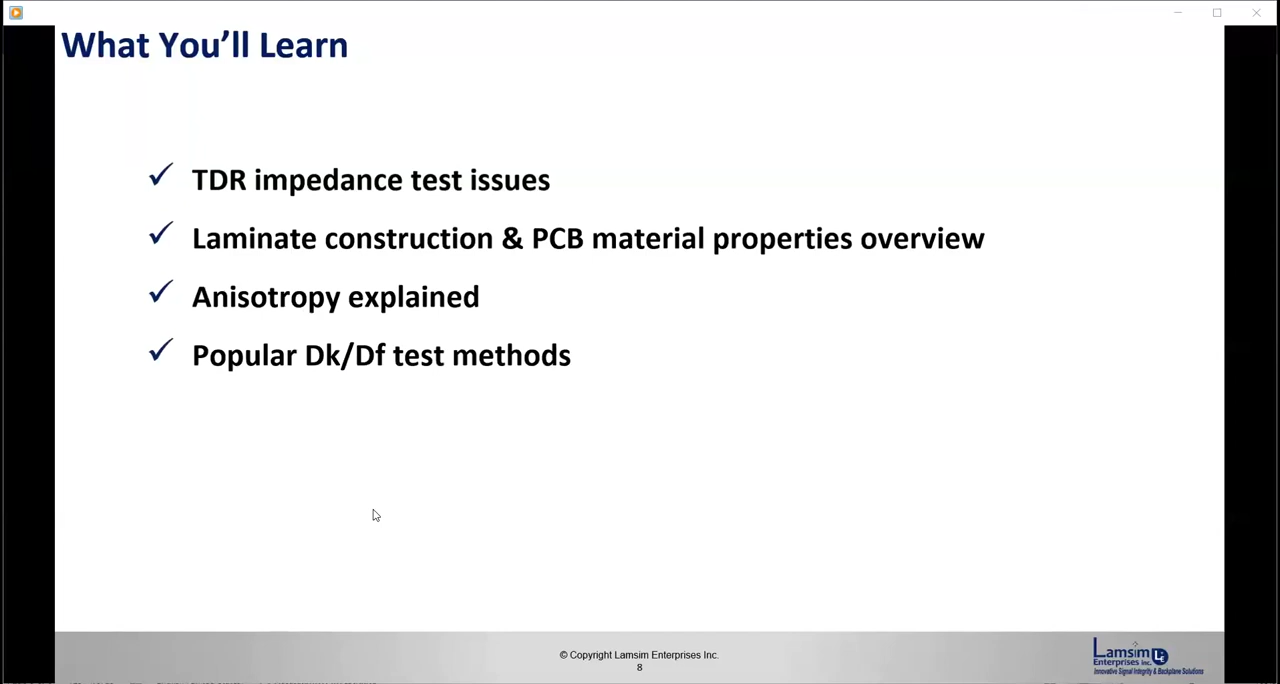 What You'll Learn
✓ TDR impedance test issues
✓ Laminate construction & PCB material properties overview
✓ Anisotropy explained
✓ Popular Dk/Df test methods
© Copyright Lamsim Enterprises Inc.
8
Lamsim
Enterprises Inc.
LE
Innovative Signal Integrity & Backplane Solutions